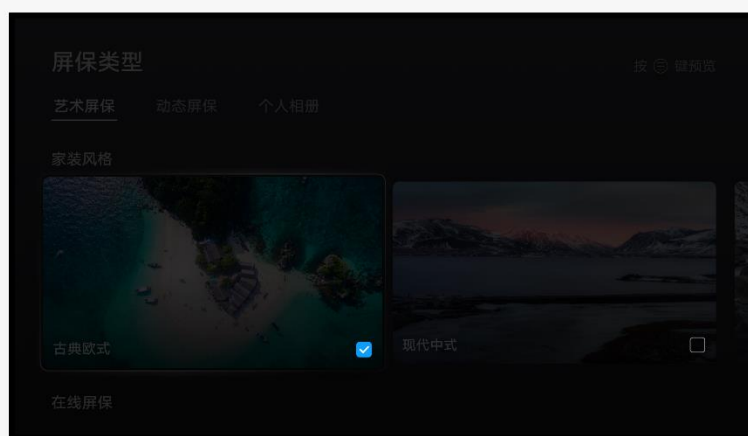 屏保类型
按 键预览
艺术屏保 动态屏保 个人相册
家装风格
古典欧式
现代中式
在线屏保